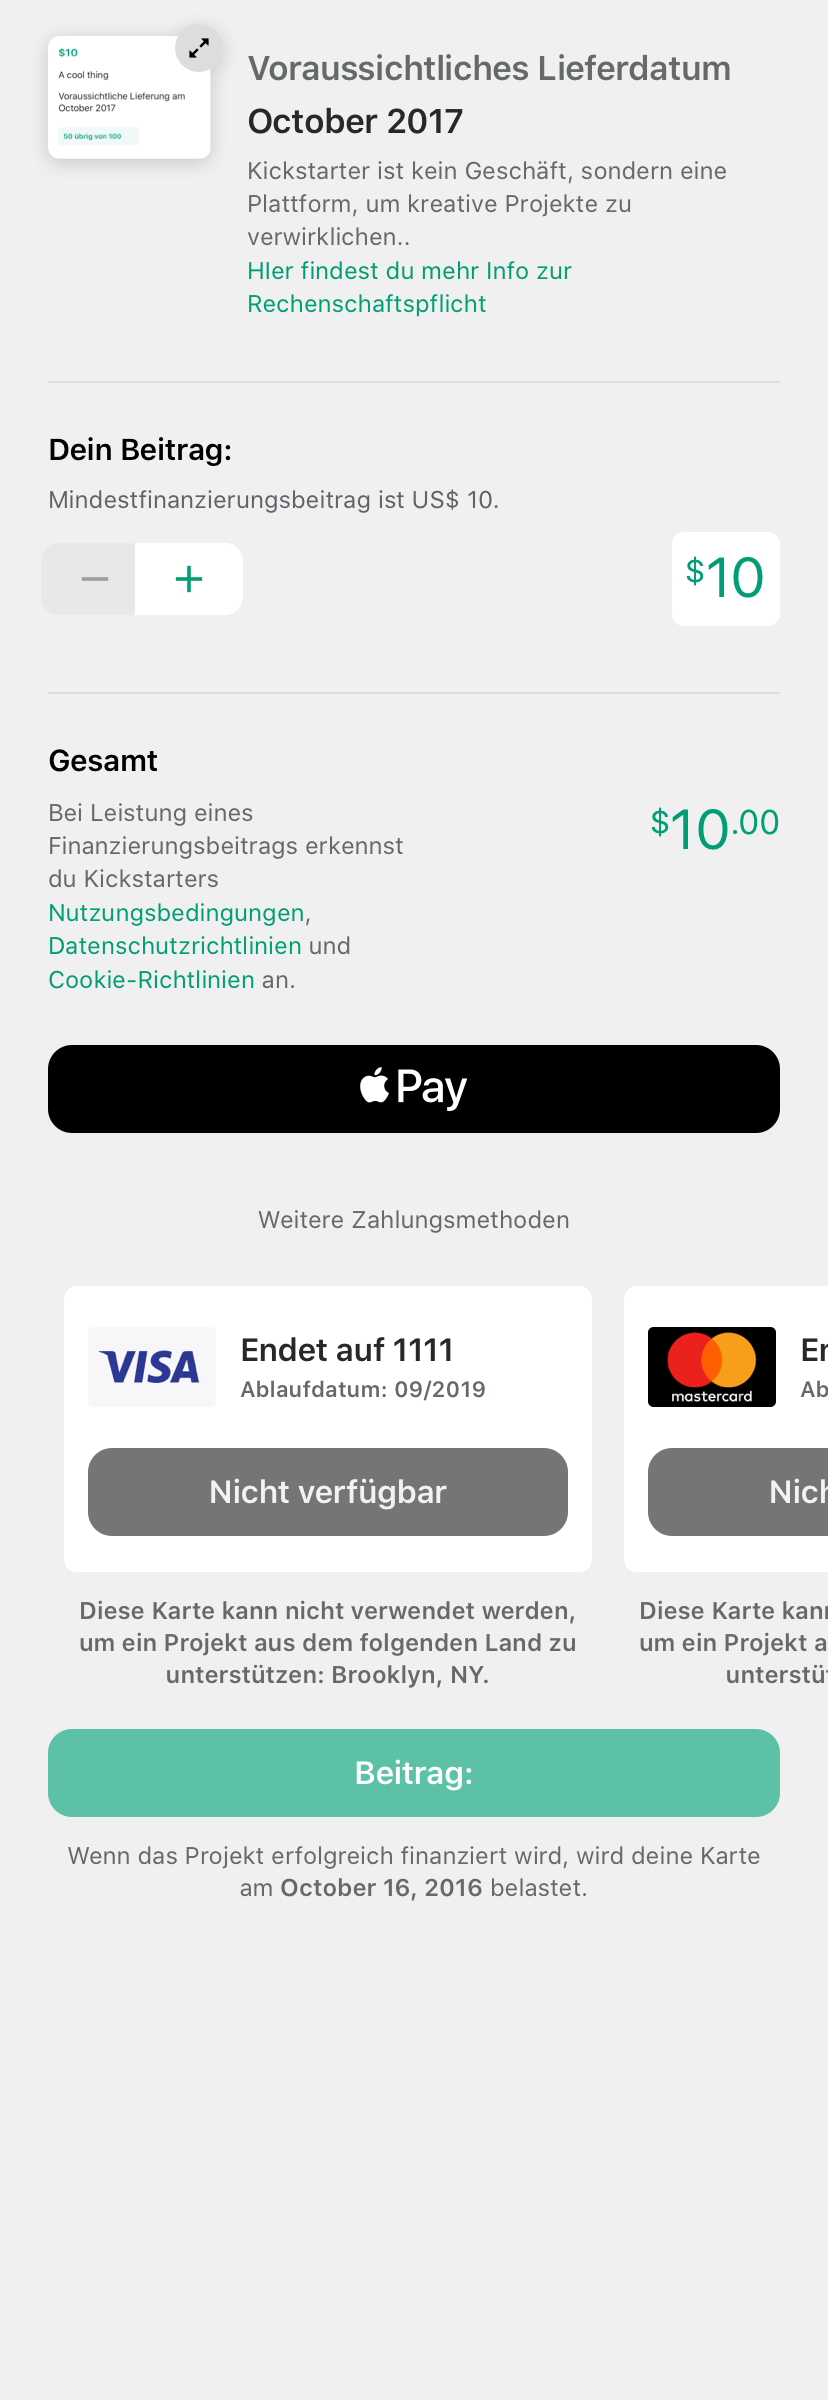 $10
A cool thing
Voraussichtliche Lieferung am
October 2017
50 übrig von 100
Voraussichtliches Lieferdatum
October 2017
Kickstarter ist kein Geschäft, sondern eine
Plattform, um kreative Projekte zu
verwirklichen..
HIer findest du mehr Info zur
Rechenschaftspflicht
Dein Beitrag:
Mindestfinanzierungsbeitrag ist US$ 10.
$10
Gesamt
Bei Leistung eines
Finanzierungsbeitrags erkennst
du Kickstarters
Nutzungsbedingungen,
Datenschutzrichtlinien und
Cookie-Richtlinien an.
$10.00
Pay
Weitere Zahlungsmethoden
VISA
Endet auf 1111
Ablaufdatum: 09/2019
Nicht verfügbar
Diese Karte kann nicht verwendet werden,
um ein Projekt aus dem folgenden Land zu
unterstützen: Brooklyn, NY.
mastercard
Diese Karte
um ein Projekt
Beitrag:
Wenn das Projekt erfolgreich finanziert wird, wird deine Karte
am October 16, 2016 belastet.